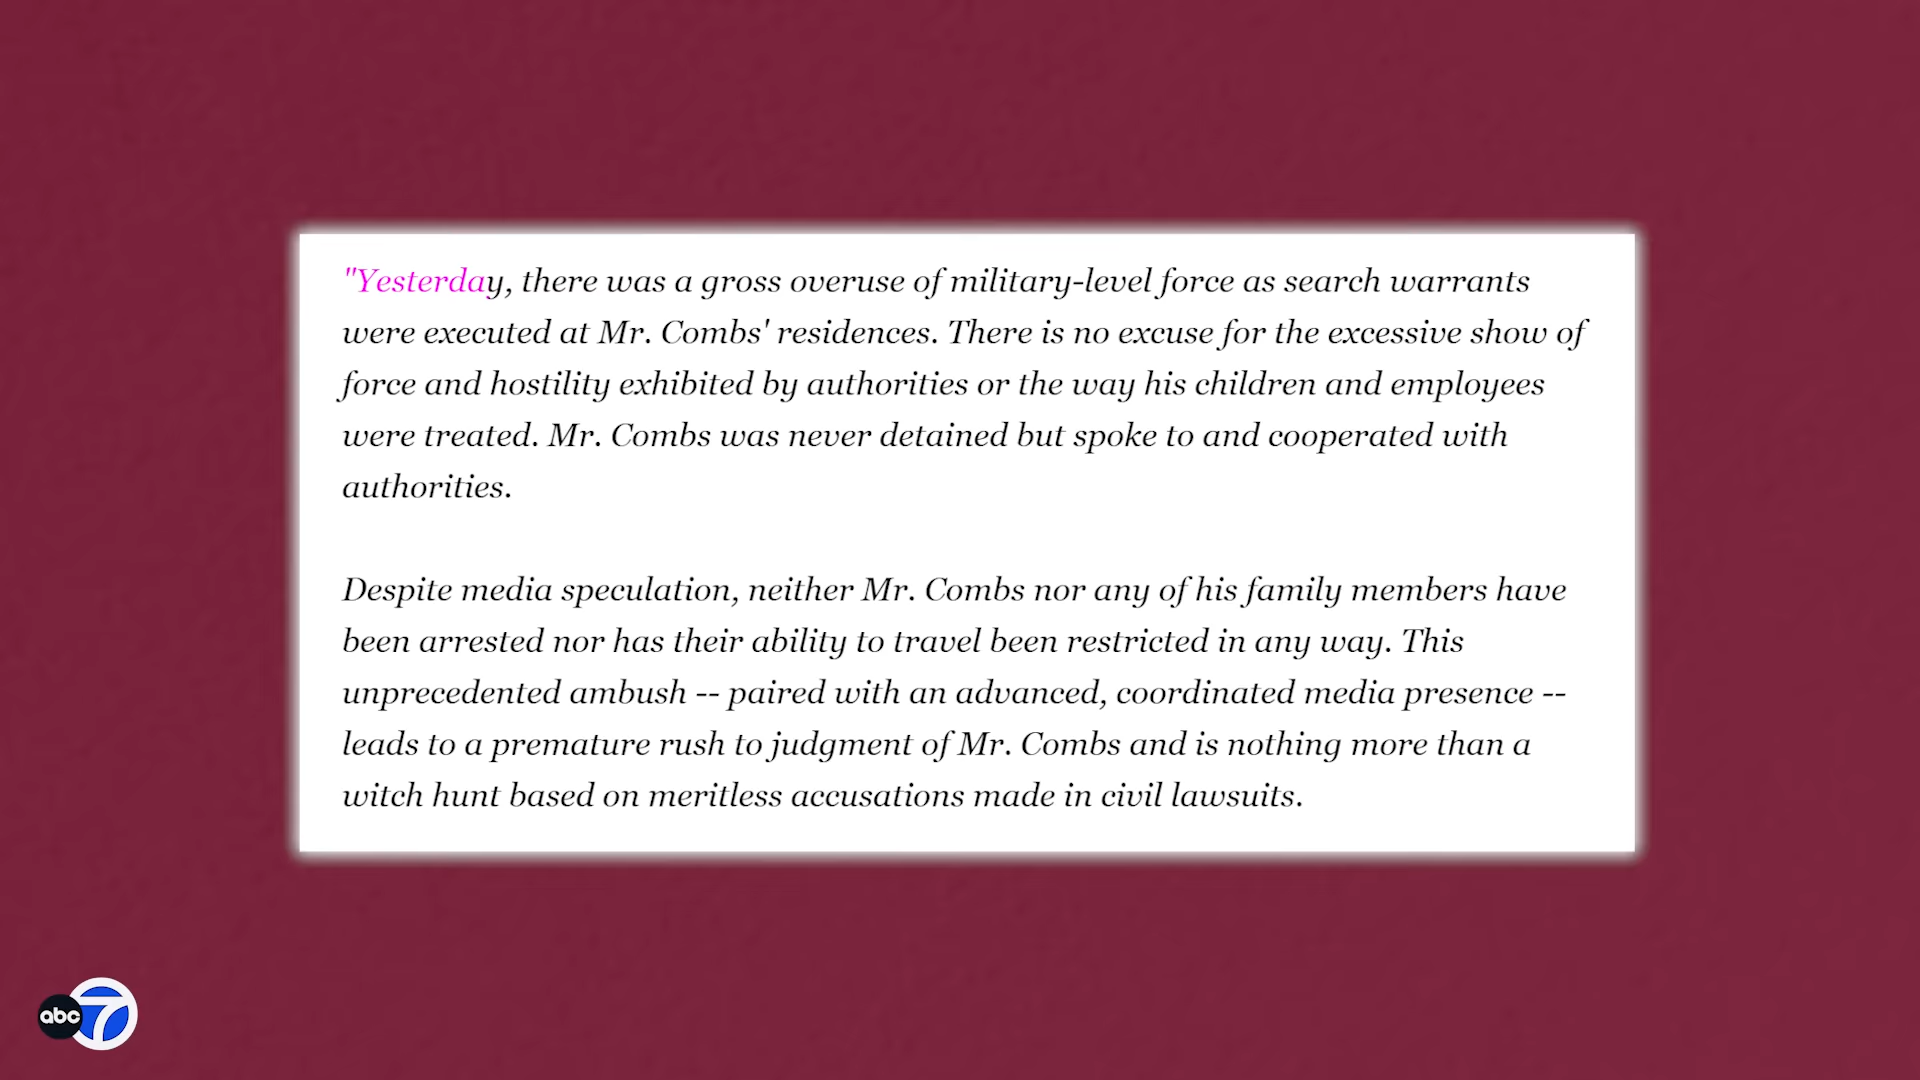 "Yesterday, there was a gross overuse of military-level force as search warrants
were executed at Mr. Combs' residences. There is no excuse for the excessive show of
force and hostility exhibited by authorities or the way his children and employees
were treated. Mr. Combs was never detained but spoke to and cooperated with
authorities.
Despite media speculation, neither Mr. Combs nor any of his family members have
been arrested nor has their ability to travel been restricted in any way. This
unprecedented ambush -- paired with an advanced, coordinated media presence --
leads to a premature rush to judgment of Mr. Combs and is nothing more than a
witch hunt based on meritless accusations made in civil lawsuits.
abc 7